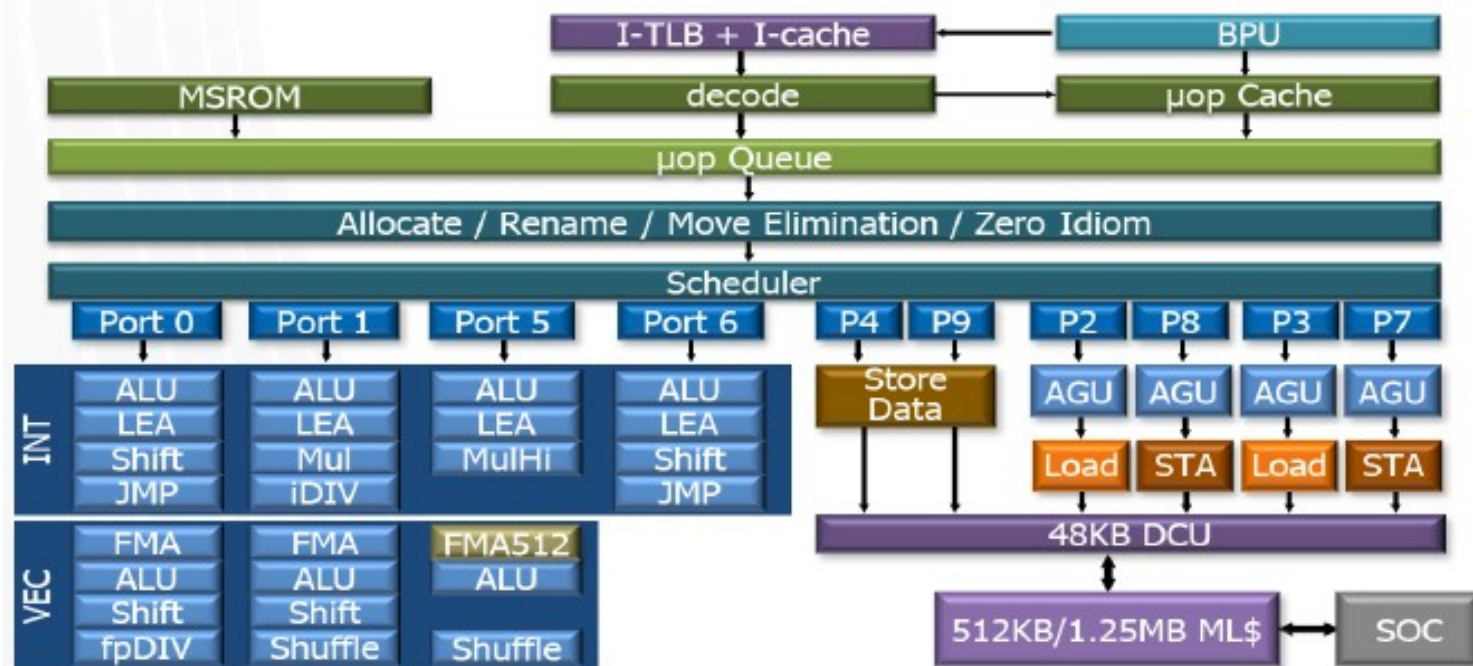 I-TLB + I-cache
BPU
MSROM
decode
μop Cache
μop Queue
Allocate / Rename / Move Elimination / Zero Idiom
Scheduler
Port 0
Port 1
Port 5
Port 6
P4
P9
P2
P8
P3
P7
INT
ALU
LEA
Shift
JMP
ALU
LEA
Mul
iDIV
ALU
LEA
MulHi
ALU
LEA
Shift
JMP
Store
Data
AGU
AGU
AGU
AGU
Load
STA
Load
STA
48KB DCU
VEC
FMA
ALU
Shift
fpDIV
FMA
ALU
Shift
Shuffle
FMA512
ALU
Shuffle
512KB/1.25MB ML$
SOC